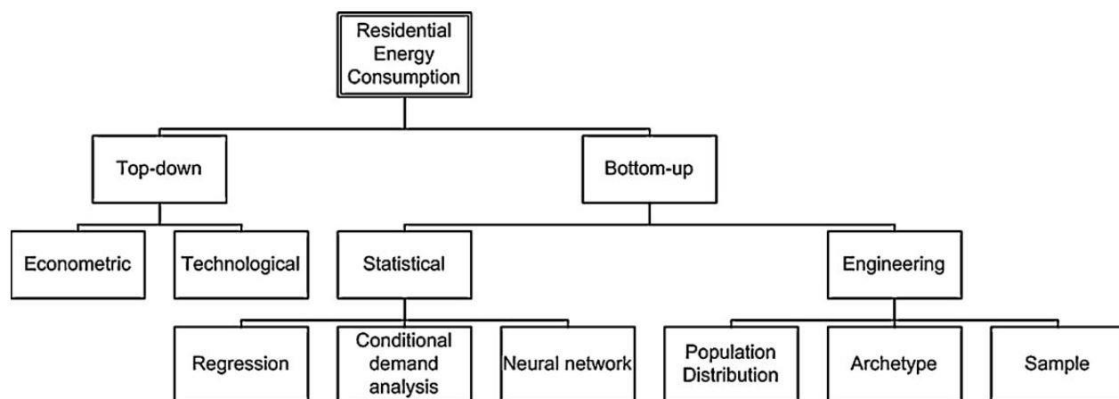 Residential
Energy
Consumption
Top-down
Bottom-up
Econometric
Technological
Statistical
Engineering
Regression
Conditional
demand
analysis
Neural network
Population
Distribution
Archetype
Sample